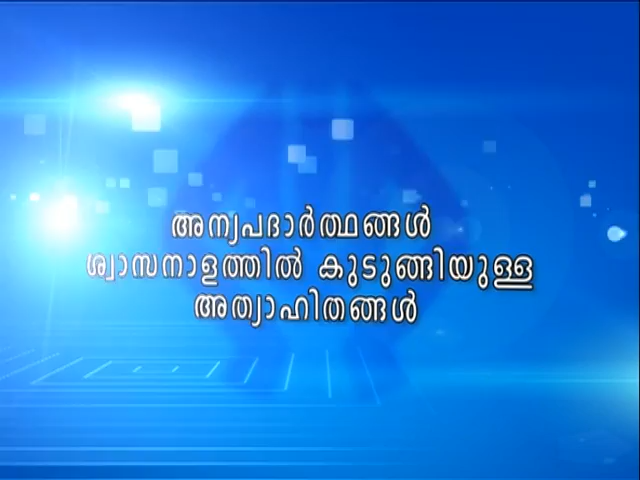 അന്യപദാർത്ഥങ്ങൾ
ശ്വാസനാളത്തിൽ കുടുങ്ങിയുള്ള
അത്യാഹിതങ്ങൾ